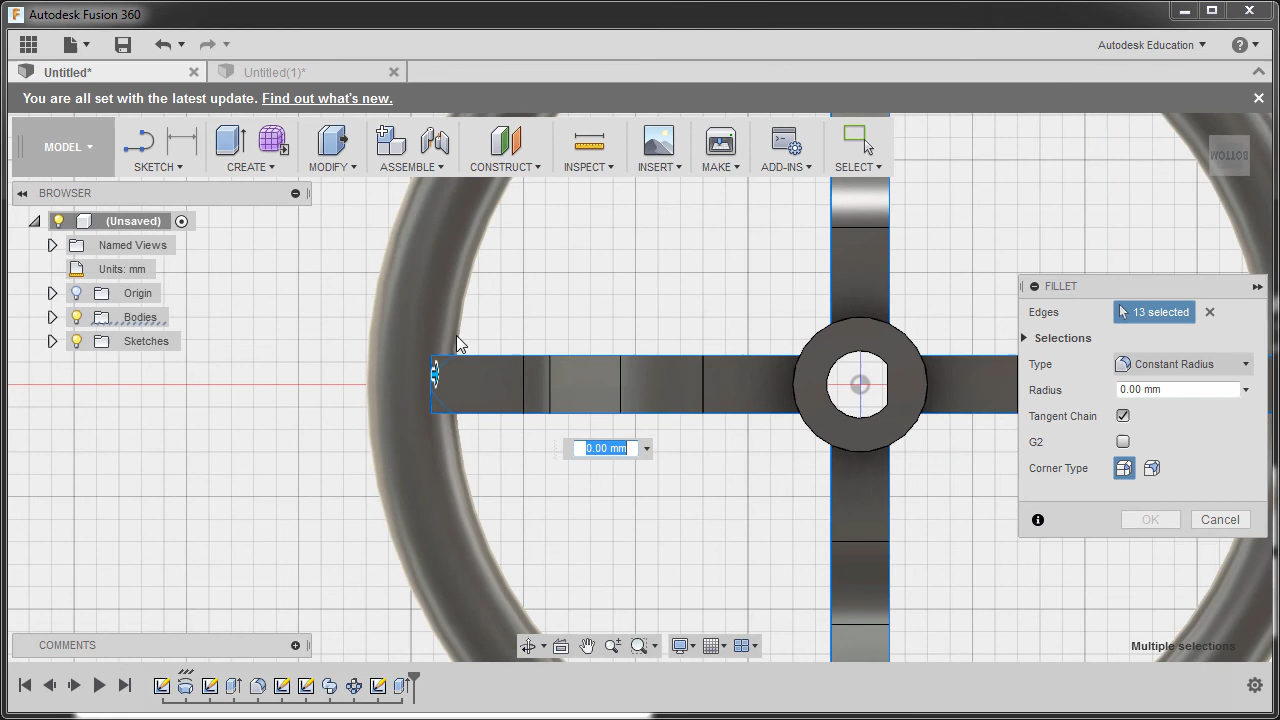 Autodesk Fusion 360
Autodesk Education
Untitled*
Untitled(1)*
You are all set with the latest update. Find out what's new.
MODEL
SKETCH
CREATE
MODIFY
ASSEMBLE
CONSTRUCT
INSPECT
INSERT
MAKE
ADD-INS
SELECT
BOTTOM
BROWSER
(Unsaved)
Named Views
Units: mm
Origin
Bodies
Sketches
FILLET
Edges
13 selected
Selections
Type
Constant Radius
Radius
0.00 mm
Tangent Chain
G2
Corner Type
OK
Cancel
0.00 mm
COMMENTS
Multiple selections